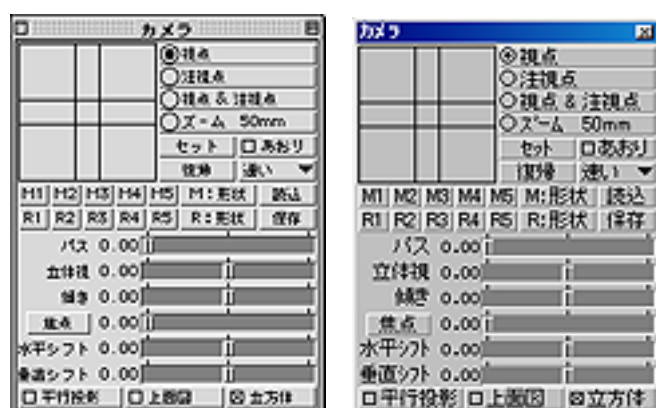 カメラ
視点
注視点
視点 & 注視点
ズーム 50mm
セット あおり
復帰 速い
M1 M2 M3 M4 M5 M:形状 読込
R1 R2 R3 R4 R5 R:形状 保存
パス 0.00
立体視 0.00
傾き 0.00
焦点 0.00
水平シフト 0.00
垂直シフト 0.00
平行投影 上面図 立方体
カメラ
視点
注視点
視点 & 注視点
ズーム 50mm
セット あおり
復帰 速い
M1 M2 M3 M4 M5 M:形状 読込
R1 R2 R3 R4 R5 R:形状 保存
パス 0.00
立体視 0.00
傾き 0.00
焦点 0.00
水平シフト 0.00
垂直シフト 0.00
平行投影 上面図 立方体